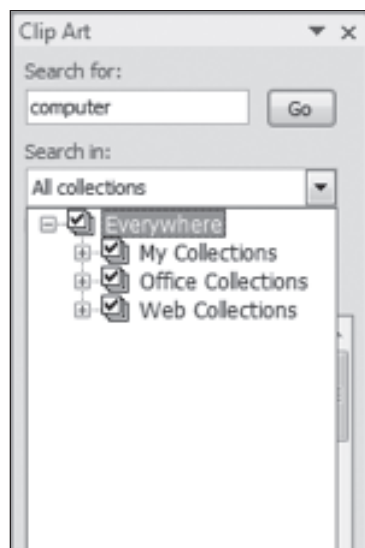 Clip Art
Search for:
computer
Go
Search in:
All collections
Everywhere
My Collections
Office Collections
Web Collections